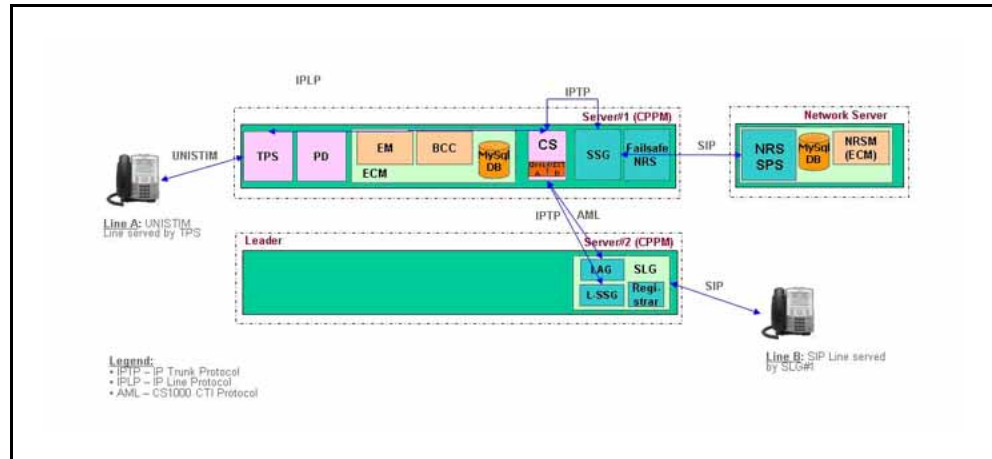 IPLP
IPTP
Server#1 (CPPM)
Network Server
UNISTIM
TPS
PD
EM
BCC
ECM
MySql
DB
CS
SSG
Failsafe
NRS
SIP
NRS
SPS
MySql
DB
NRSM
(ECM)
Line A: UNISTIM
Line served by TPS
IPTP
AML
Leader
Server#2 (CPPM)
LAG
SLG
L-SSG
Regi-
strar
SIP
Line B: SIP Line served
by SLG#1
Legend:
• IPTP – IP Trunk Protocol
• IPLP – IP Line Protocol
• AML – CS1000 CTI Protocol